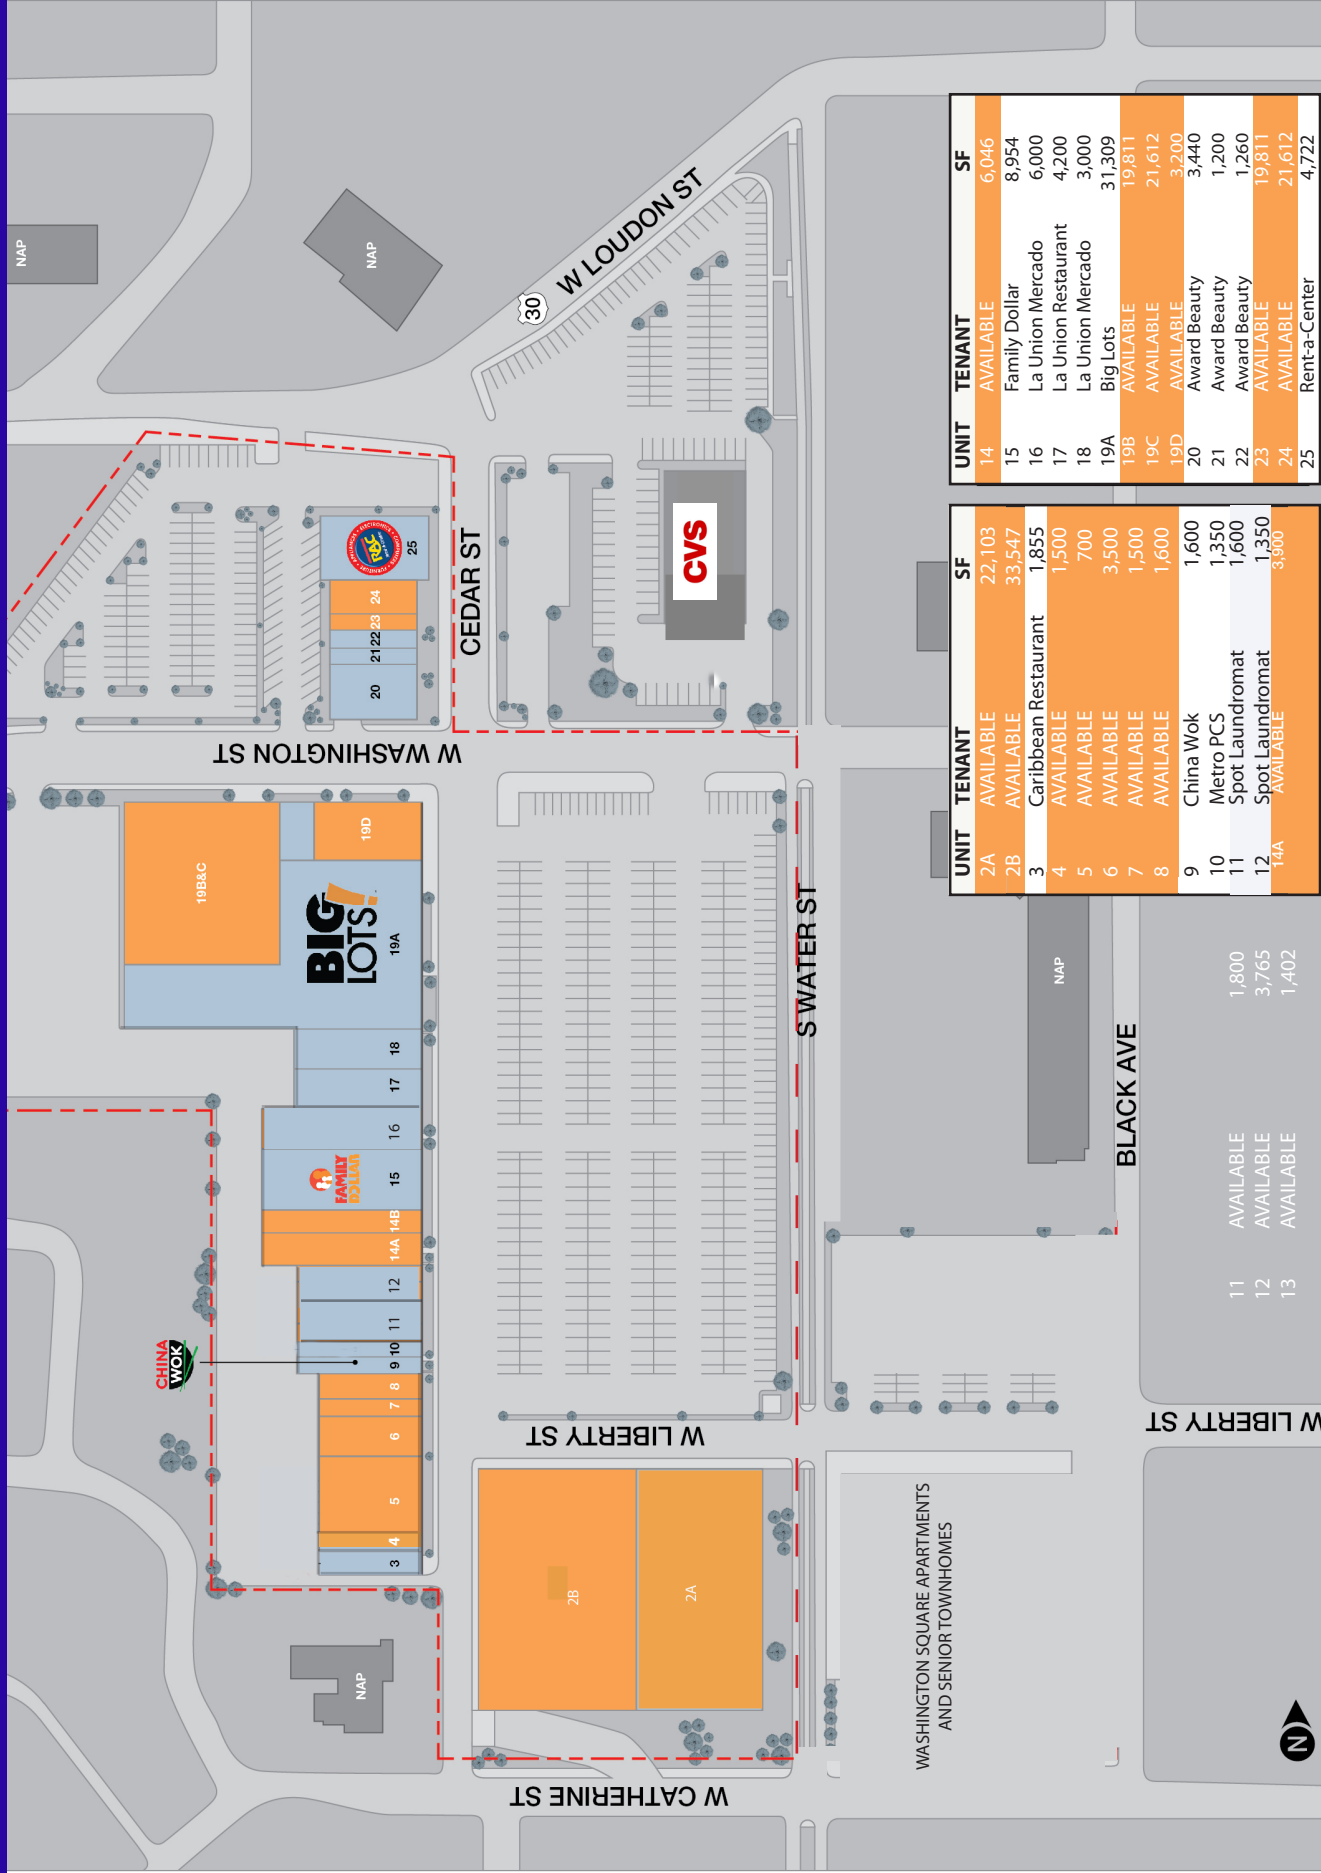 NAP
NAP
30
W LOUDON ST
CEDAR ST
W WASHINGTON ST
CVS
FURNITURE • APPLIANCES • ELECTRONICS • COMPUTERS
RAC
25
24
23
22
21
20
19B&C
19D
BIG
LOTS!
19A
18
17
16
FAMILY
DOLLAR
15
14B
14A
12
11
10
9
CHINA
WOK
8
7
6
5
4
3
NAP
2B
2A
W LIBERTY ST
W CATHERINE ST
S WATER ST
BLACK AVE
NAP
W LIBERTY ST
WASHINGTON SQUARE APARTMENTS
AND SENIOR TOWNHOMES
N
11 AVAILABLE 1,800
12 AVAILABLE 3,765
13 AVAILABLE 1,402
UNIT TENANT SF
2A AVAILABLE 22,103
2B AVAILABLE 33,547
3 Caribbean Restaurant 1,855
4 AVAILABLE 1,500
5 AVAILABLE 700
6 AVAILABLE 3,500
7 AVAILABLE 1,500
8 AVAILABLE 1,600
9 China Wok 1,600
10 Metro PCS 1,350
11 Spot Laundromat 1,600
12 Spot Laundromat 1,350
14A AVAILABLE 3,900
UNIT TENANT SF
14 AVAILABLE 6,046
15 Family Dollar 8,954
16 La Union Mercado 6,000
17 La Union Restaurant 4,200
18 La Union Mercado 3,000
19A Big Lots 31,309
19B AVAILABLE 19,811
19C AVAILABLE 21,612
19D AVAILABLE 3,200
20 Award Beauty 3,440
21 Award Beauty 1,200
22 Award Beauty 1,260
23 AVAILABLE 19,811
24 AVAILABLE 21,612
25 Rent-a-Center 4,722